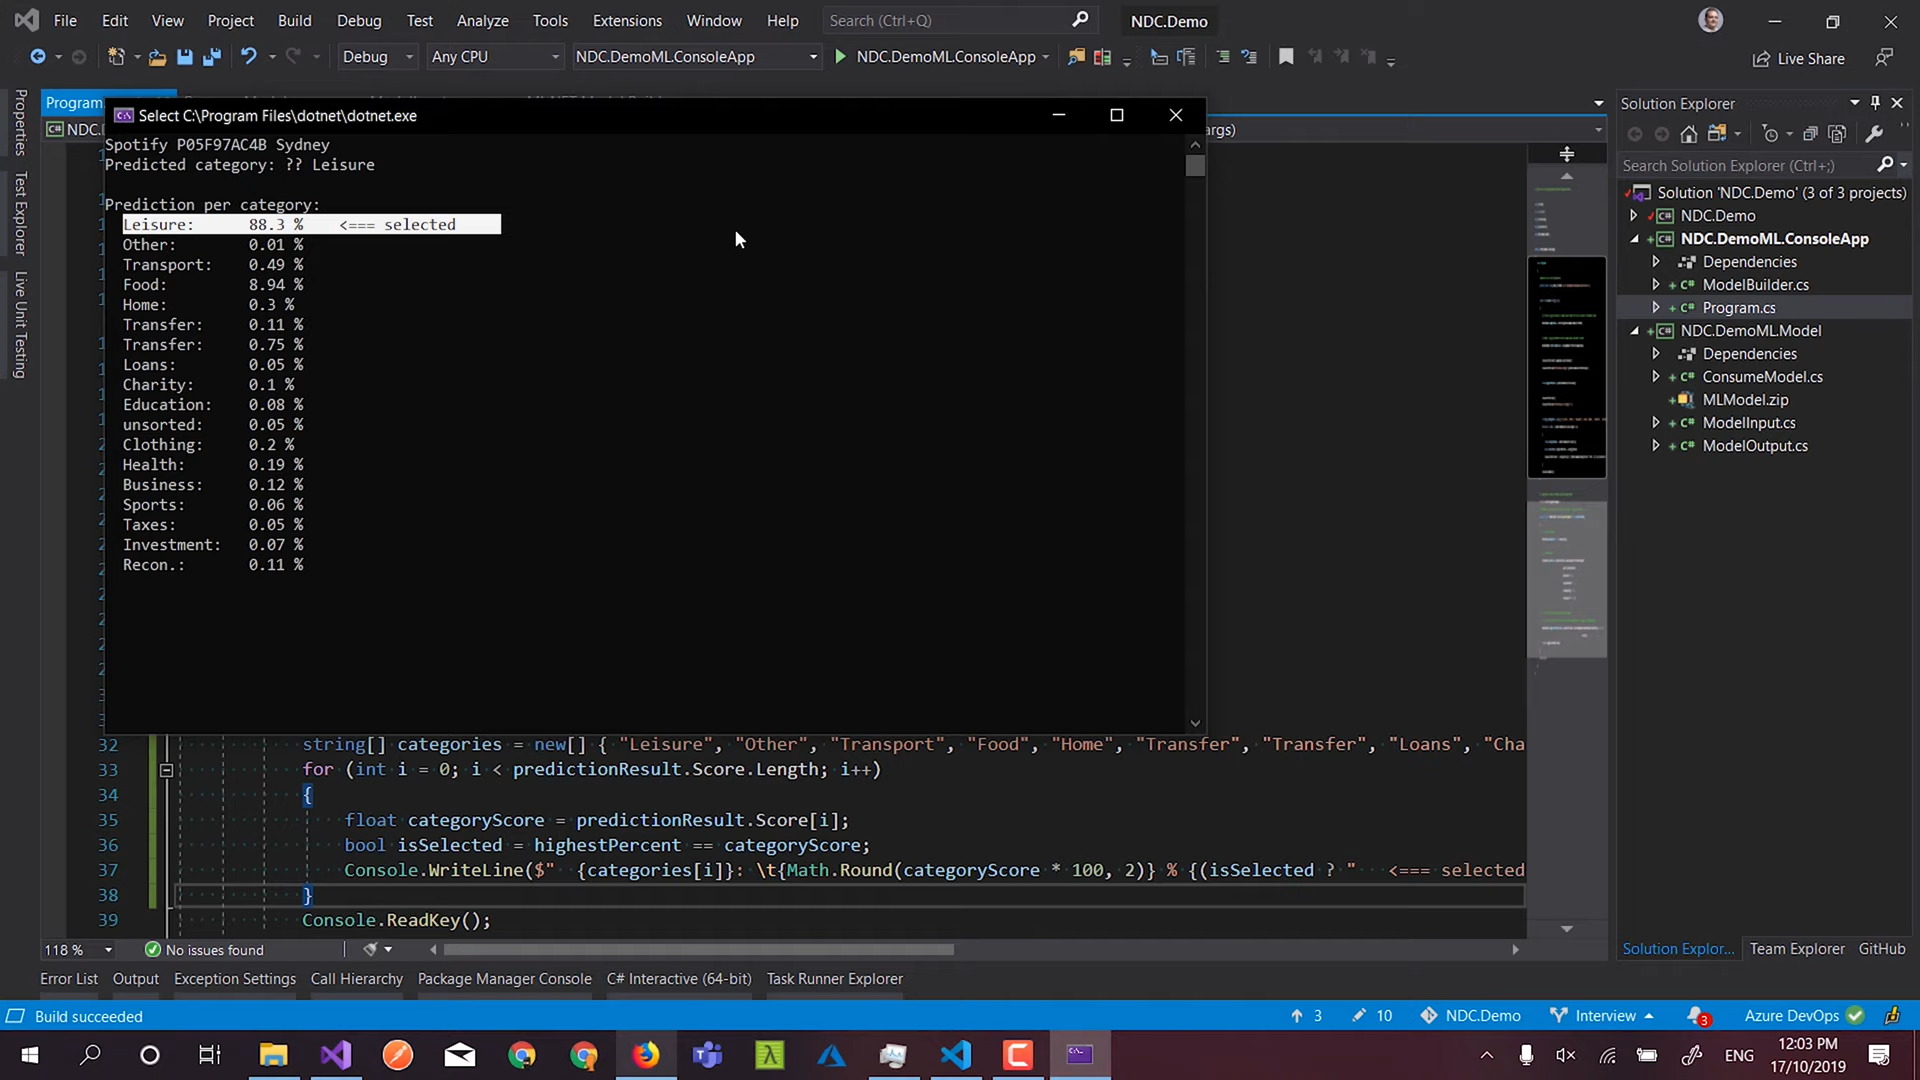 File Edit View Project Build Debug Test Analyze Tools Extensions Window Help Search (Ctrl+Q) NDC.Demo
Debug Any CPU NDC.DemoML.ConsoleApp NDC.DemoML.ConsoleApp Live Share
Properties
Test Explorer
Live Unit Testing
Program
NDC.
args)
Select C:\Program Files\dotnet\dotnet.exe
Spotify P05F97AC4B Sydney
Predicted category: ?? Leisure
Prediction per category:
Leisure: 88.3 % <=== selected
Other: 0.01 %
Transport: 0.49 %
Food: 8.94 %
Home: 0.3 %
Transfer: 0.11 %
Transfer: 0.75 %
Loans: 0.05 %
Charity: 0.1 %
Education: 0.08 %
unsorted: 0.05 %
Clothing: 0.2 %
Health: 0.19 %
Business: 0.12 %
Sports: 0.06 %
Taxes: 0.05 %
Investment: 0.07 %
Recon.: 0.11 %
32 string[] categories = new[] { "Leisure", "Other", "Transport", "Food", "Home", "Transfer", "Transfer", "Loans", "Cha
33 for (int i = 0; i < predictionResult.Score.Length; i++)
34 {
35 float categoryScore = predictionResult.Score[i];
36 bool isSelected = highestPercent == categoryScore;
37 Console.WriteLine($" {categories[i]}: \t{Math.Round(categoryScore * 100, 2)} % {(isSelected ? " <=== selected
38 }
39 Console.ReadKey();
118 % No issues found
Solution Explorer
Search Solution Explorer (Ctrl+;)
Solution 'NDC.Demo' (3 of 3 projects)
NDC.Demo
NDC.DemoML.ConsoleApp
Dependencies
ModelBuilder.cs
Program.cs
NDC.DemoML.Model
Dependencies
ConsumeModel.cs
MLModel.zip
ModelInput.cs
ModelOutput.cs
Solution Explor... Team Explorer GitHub
Error List Output Exception Settings Call Hierarchy Package Manager Console C# Interactive (64-bit) Task Runner Explorer
Build succeeded 3 10 NDC.Demo Interview 3 Azure DevOps
ENG 12:03 PM
17/10/2019